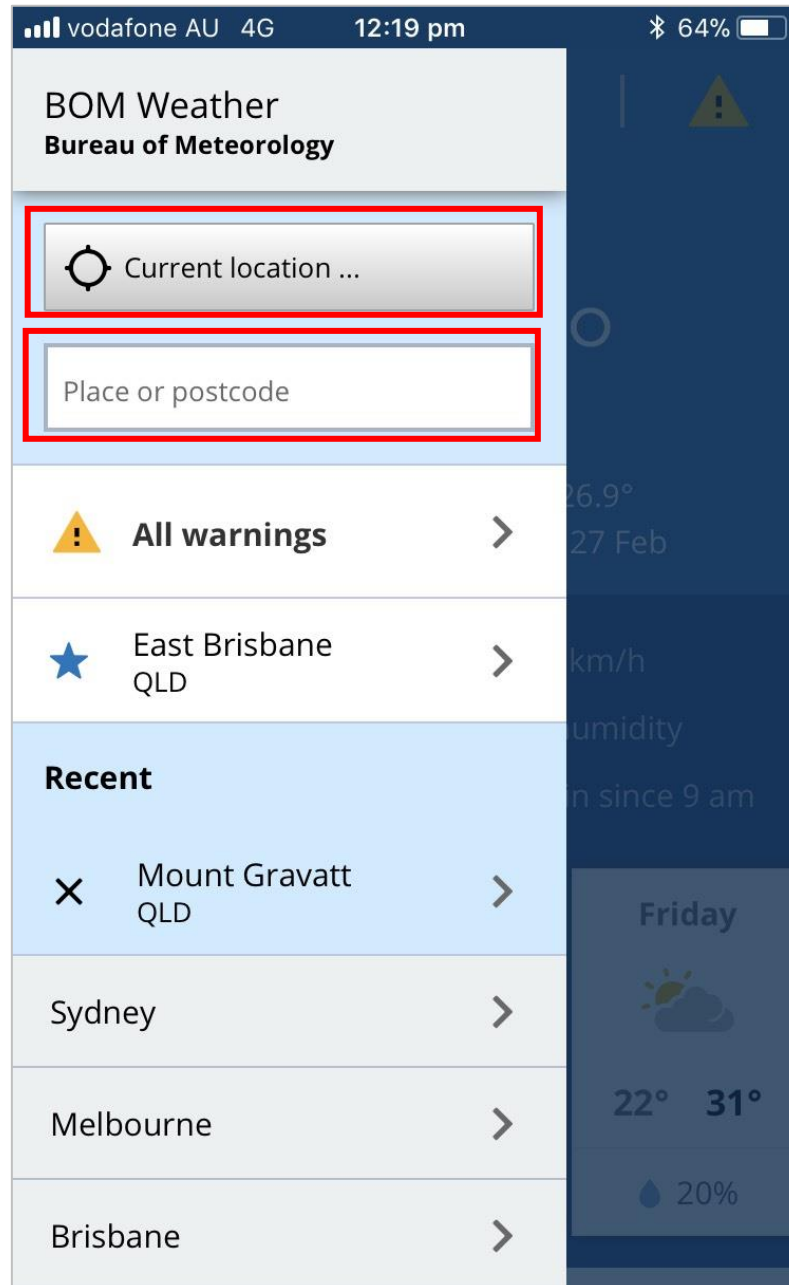 vodafone AU 4G 12:19 pm 64%
BOM Weather
Bureau of Meteorology
Current location ...
Place or postcode
All warnings
East Brisbane
QLD
Recent
Mount Gravatt
QLD
Sydney
Melbourne
Brisbane
26.9°
27 Feb
km/h
humidity
in since 9 am
Friday
22° 31°
20%